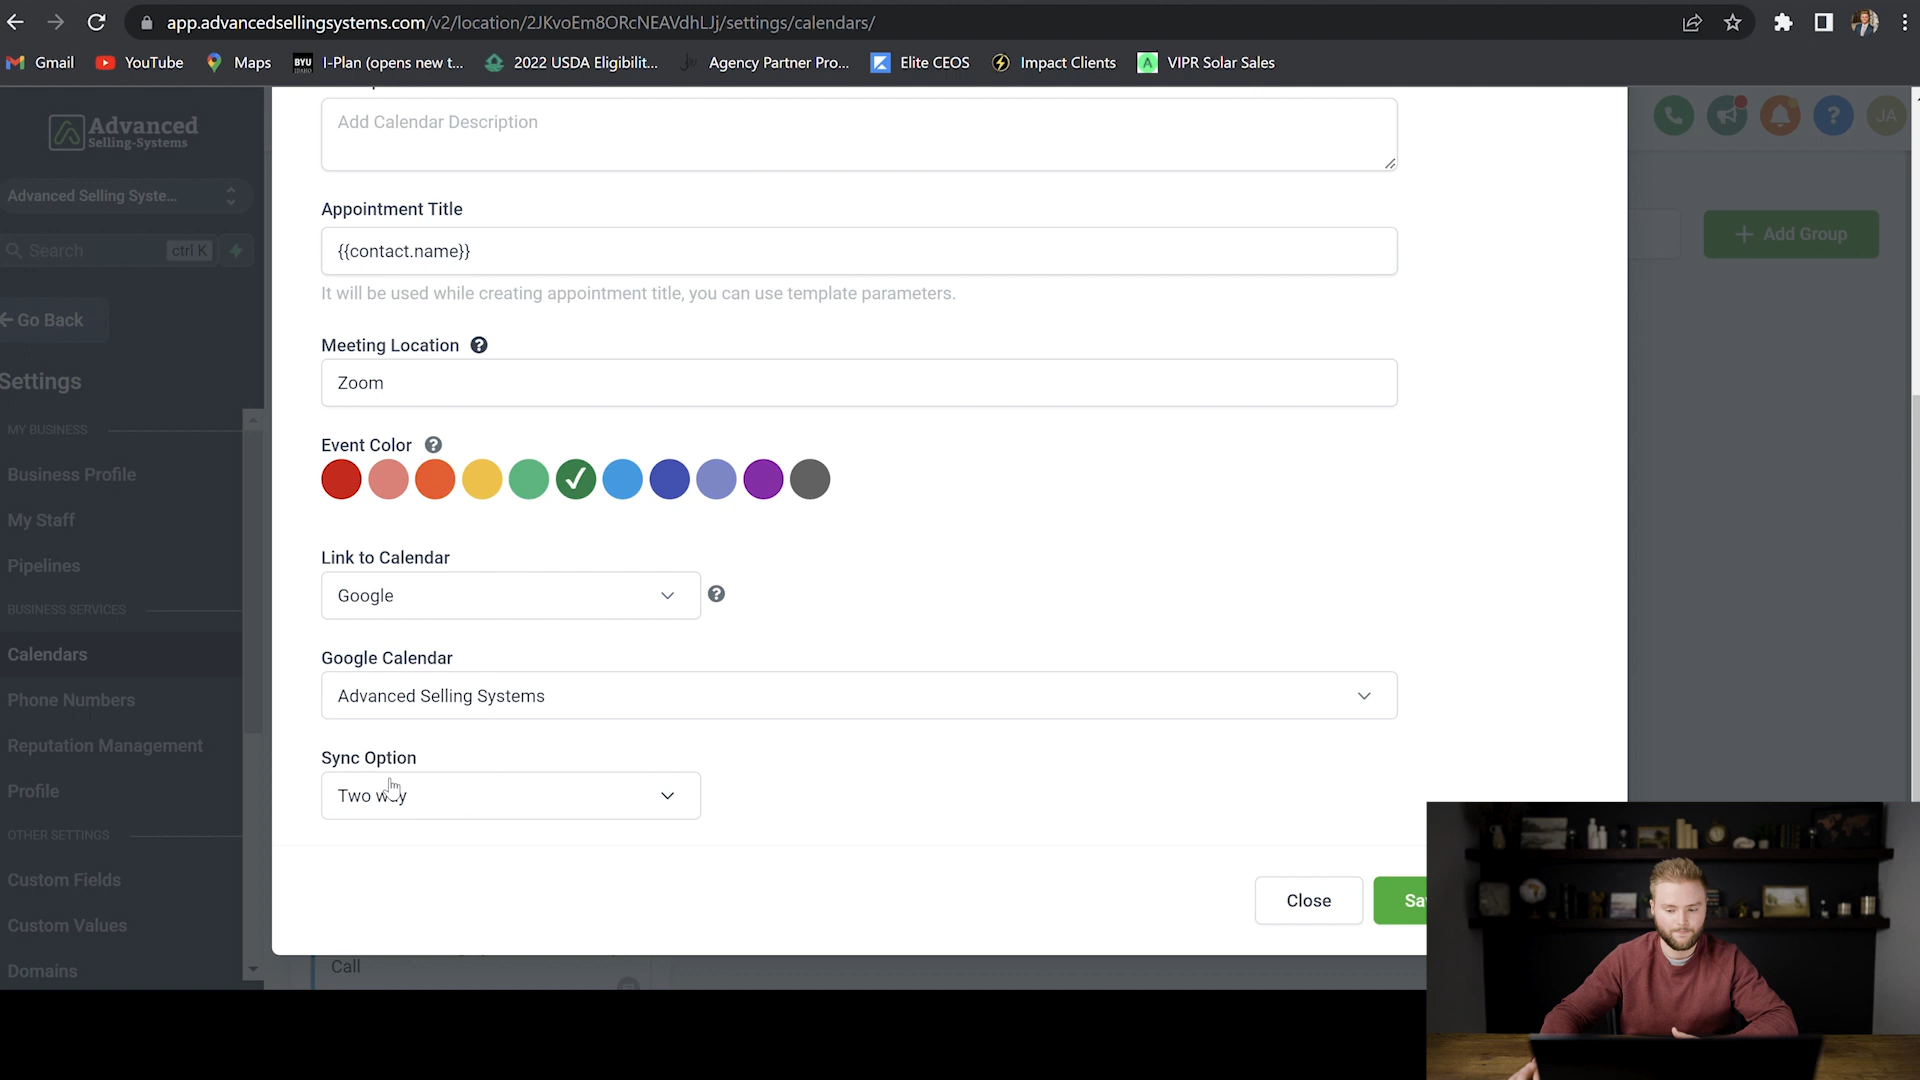 app.advancedsellingsystems.com/v2/location/2JKvoEm8ORcNEAVdhLJj/settings/calendars/
Gmail
YouTube
Maps
BYU
IDAHO
I-Plan (opens new t...
2022 USDA Eligibilit...
Agency Partner Pro...
Elite CEOS
Impact Clients
A
VIPR Solar Sales
Advanced
Selling-Systems
Advanced Selling Syste...
Search
ctrl K
Go Back
Settings
MY BUSINESS
Business Profile
My Staff
Pipelines
BUSINESS SERVICES
Calendars
Phone Numbers
Reputation Management
Profile
OTHER SETTINGS
Custom Fields
Custom Values
Domains
JA
+ Add Group
Add Calendar Description
Appointment Title
{{contact.name}}
It will be used while creating appointment title, you can use template parameters.
Meeting Location ?
Zoom
Event Color ?
Link to Calendar
Google
?
Google Calendar
Advanced Selling Systems
Sync Option
Two way
Close
Sa
Call